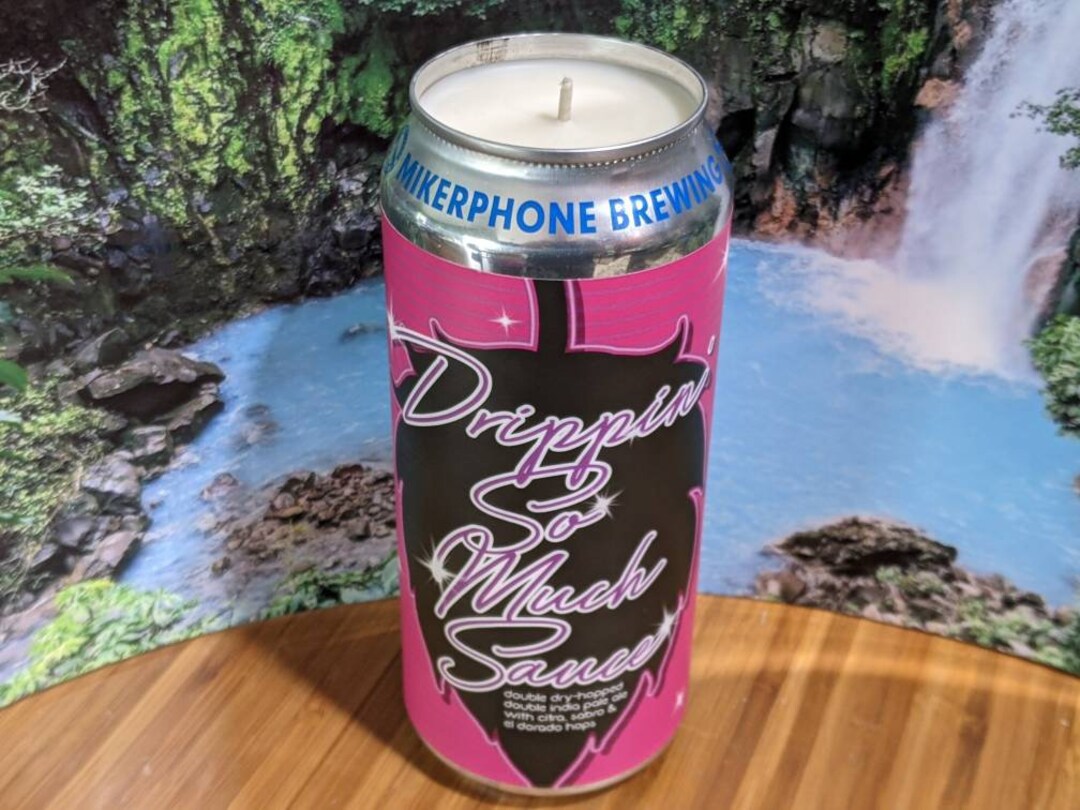 MIKERPHONE BREWING
Drippin'
So
Much
Sauce
double dry-hopped
double india pale ale
with citra, sabro &
el dorado hops